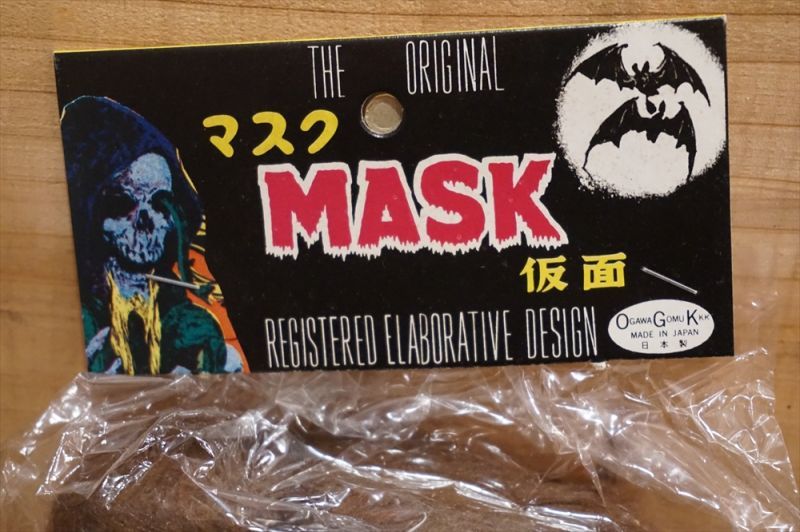 THE ORIGINAL
マスク
MASK
仮面
REGISTERED ELABORATIVE DESIGN
OGAWA GOMU K.K.
MADE IN JAPAN
日本製